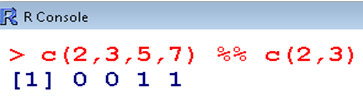 R Console
> c(2,3,5,7) %% c(2,3)
[1] 0 0 1 1